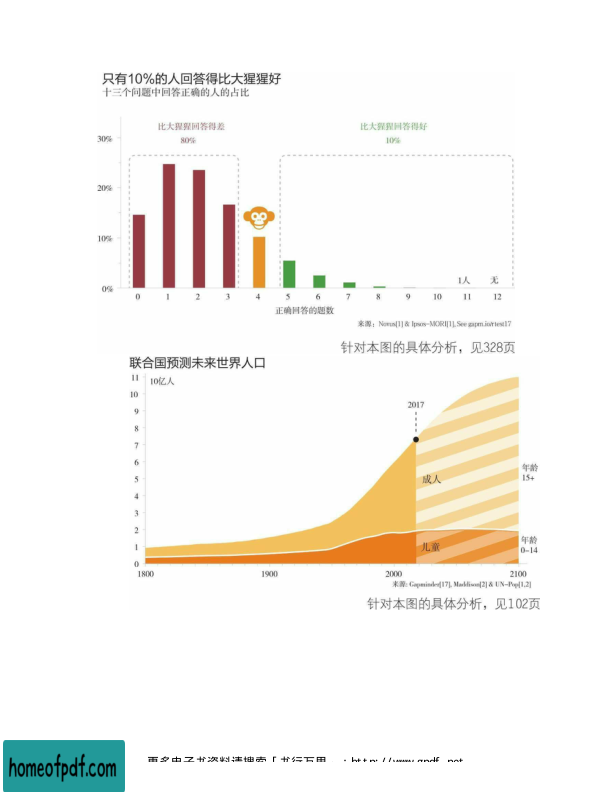 只有10%的人回答得比大猩猩好
十三个问题中回答正确的人的占比
比大猩猩回答得差
80%
比大猩猩回答得好
10%
30%
20%
10%
0%
1人 无
0 1 2 3 4 5 6 7 8 9 10 11 12
正确回答的题数
来源：Novus[1] & Ipsos-MORI[1], See gapm.io/rtest17
针对本图的具体分析，见328页
联合国预测未来世界人口
11 10亿人
10
9
8
7
6
5
4
3
2
1
0
2017
成人
年龄
15+
儿童
年龄
0-14
1800 1900 2000 2100
来源: Gapminder[17], Maddison[2] & UN-Pop[1,2]
针对本图的具体分析，见102页
homeofpdf.com